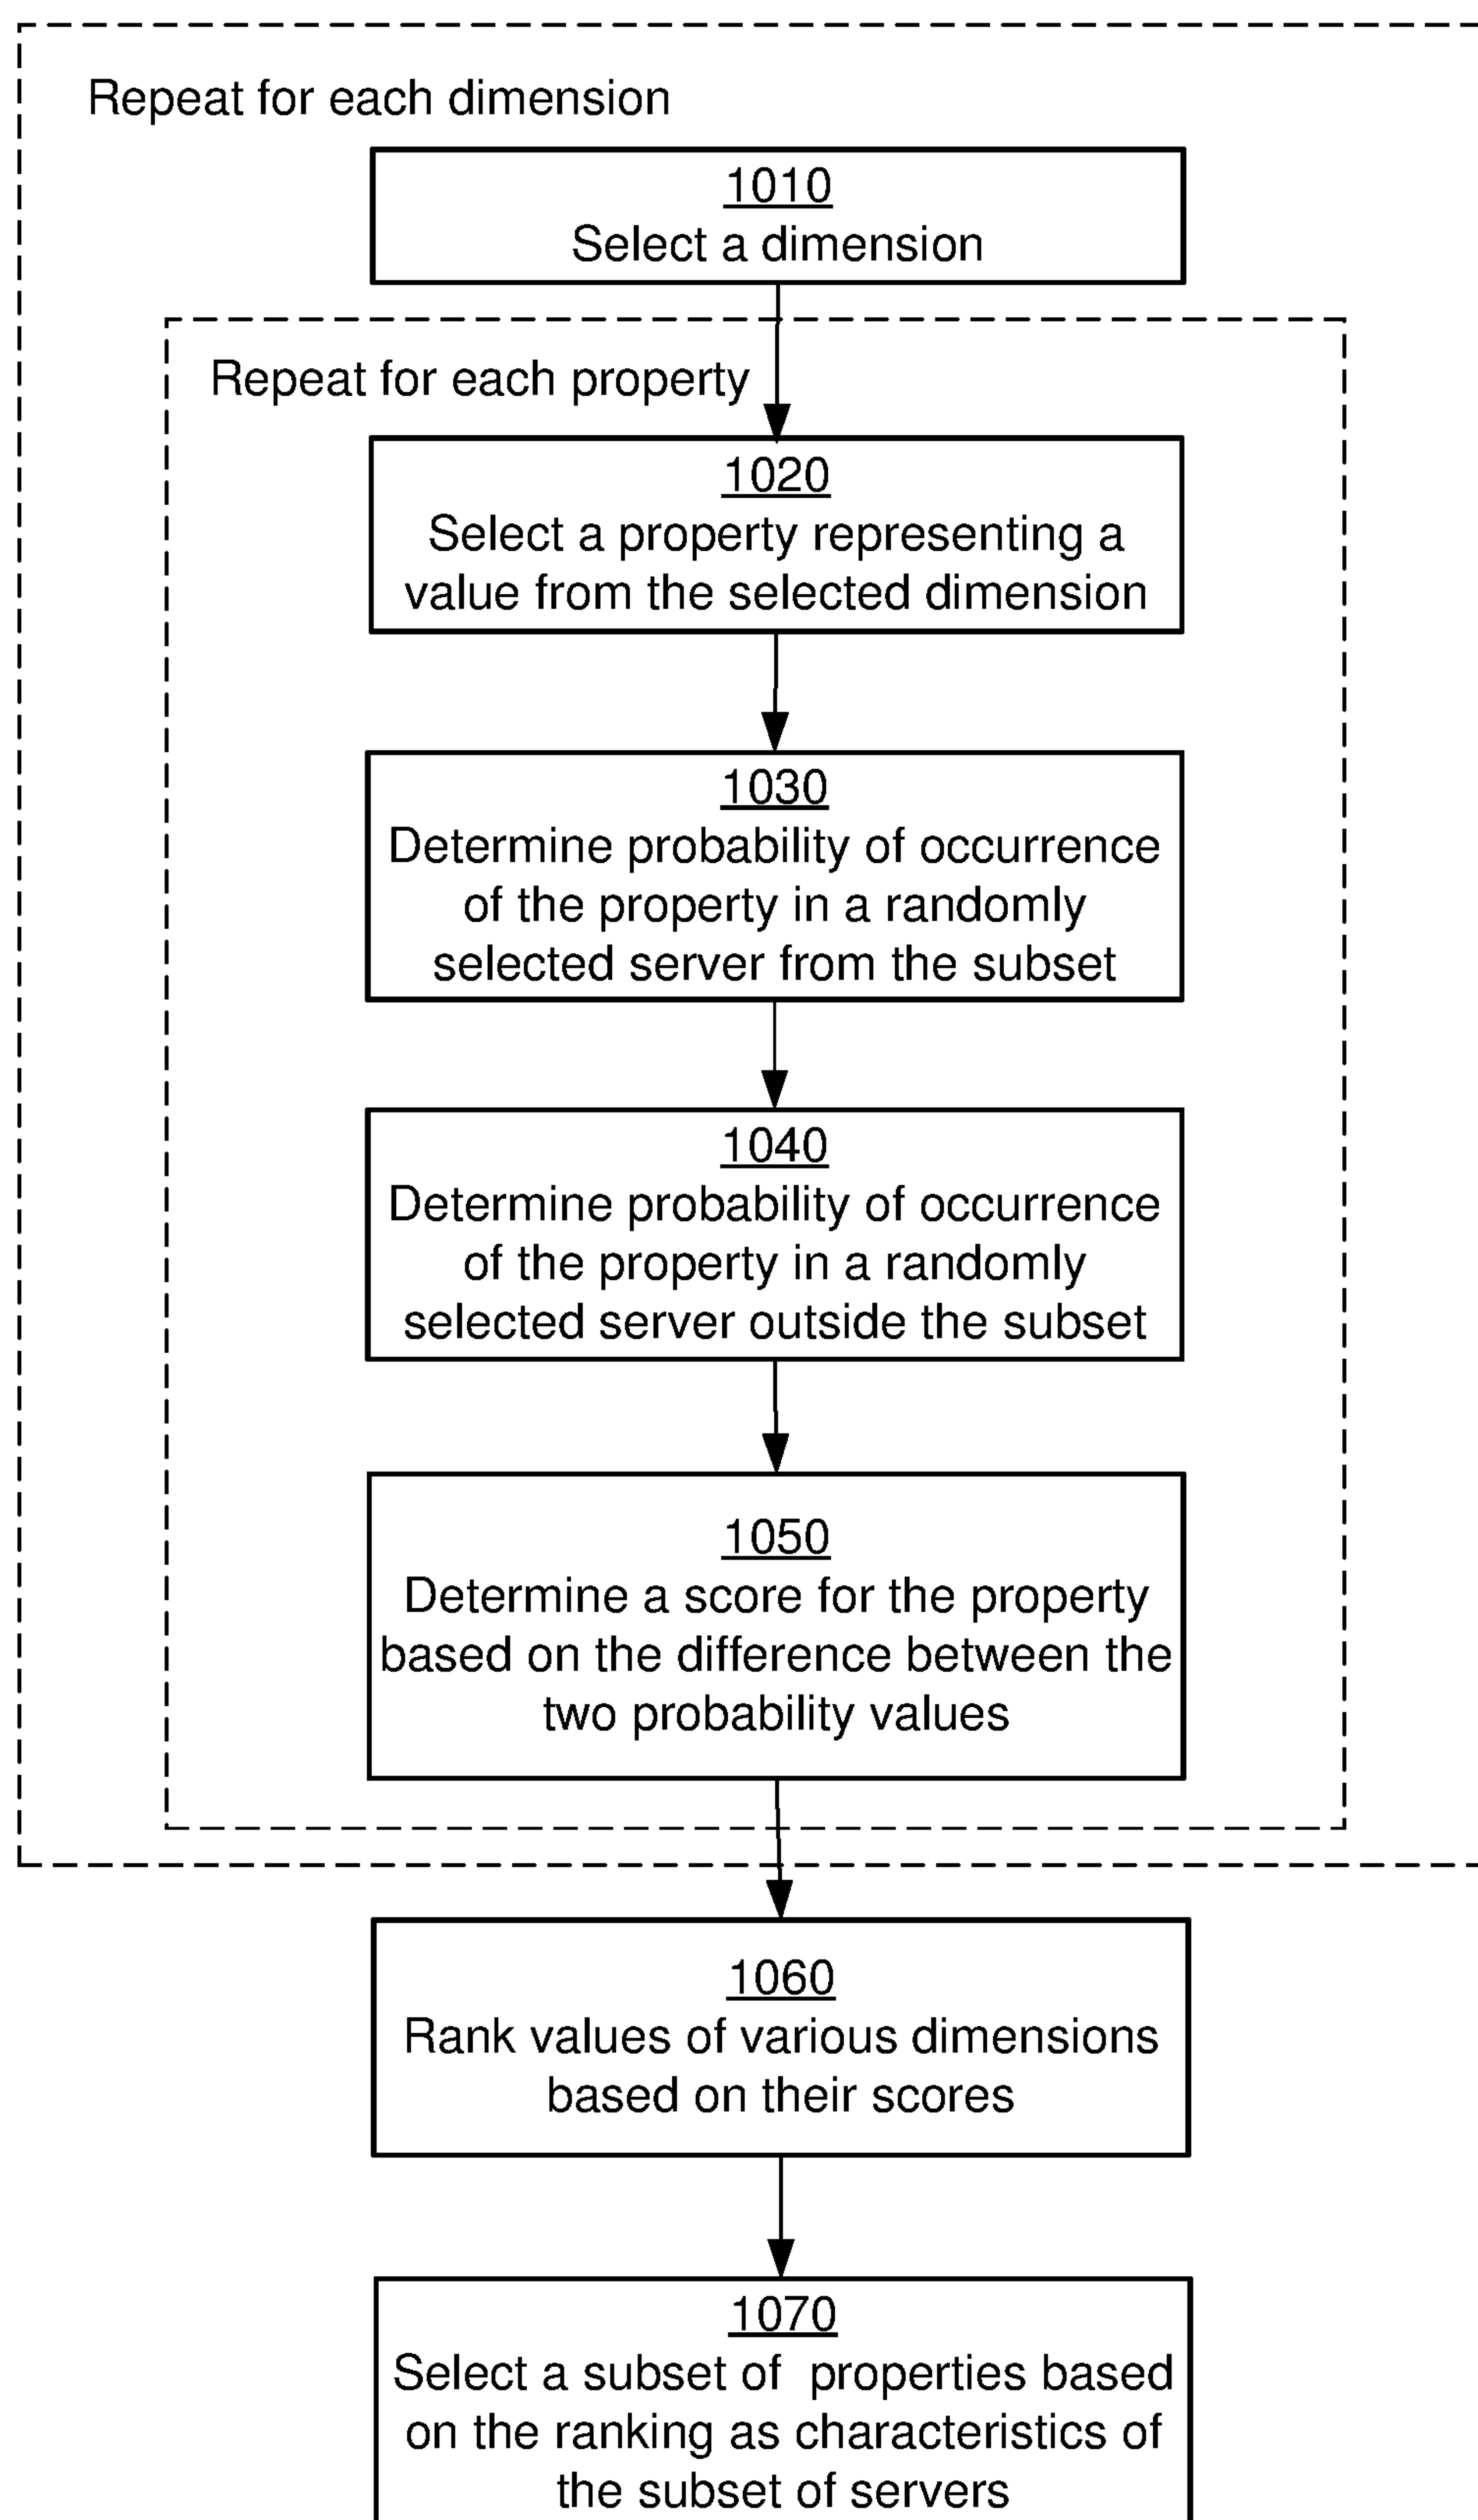 Repeat for each dimension
1010
Select a dimension
Repeat for each property
1020
Select a property representing a
value from the selected dimension
1030
Determine probability of occurrence
of the property in a randomly
selected server from the subset
1040
Determine probability of occurrence
of the property in a randomly
selected server outside the subset
1050
Determine a score for the property
based on the difference between the
two probability values
1060
Rank values of various dimensions
based on their scores
1070
Select a subset of properties based
on the ranking as characteristics of
the subset of servers